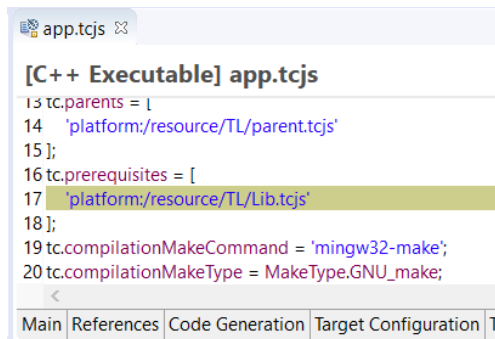 app.tcjs
[C++ Executable] app.tcjs
13 tc.parents = [
14 'platform:/resource/TL/parent.tcjs'
15 ];
16 tc.prerequisites = [
17 'platform:/resource/TL/Lib.tcjs'
18 ];
19 tc.compilationMakeCommand = 'mingw32-make';
20 tc.compilationMakeType = MakeType.GNU_make;
Main References Code Generation Target Configuration